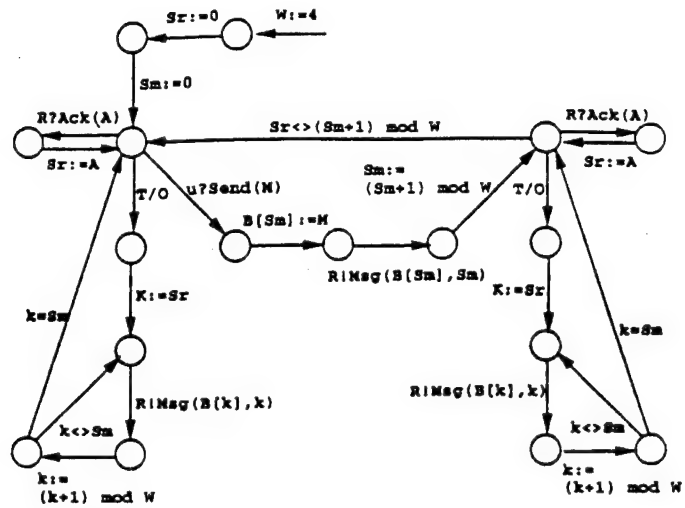 W:=4
Sr:=0
Sm:=0
R?Ack(A)
Sr:=A
Sr<>(Sm+1) mod W
R?Ack(A)
Sr:=A
u?Send(M)
T/O
B[Sm]:=M
R!Msg(B[Sm],Sm)
Sm:=
(Sm+1) mod W
T/O
K:=Sr
K:=Sr
k=Sm
k=Sm
R!Msg(B[k],k)
R!Msg(B[k],k)
k<>Sm
k<>Sm
k:=
(k+1) mod W
k:=
(k+1) mod W